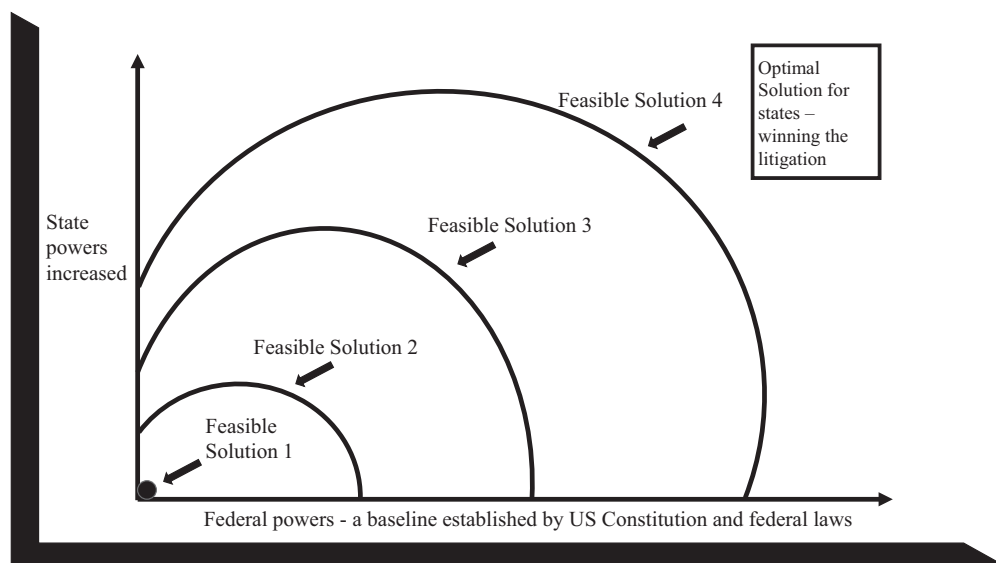 Optimal
Solution for
states –
winning the
litigation
Feasible Solution 4
State
powers
increased
Feasible Solution 3
Feasible Solution 2
Feasible
Solution 1
Federal powers - a baseline established by US Constitution and federal laws